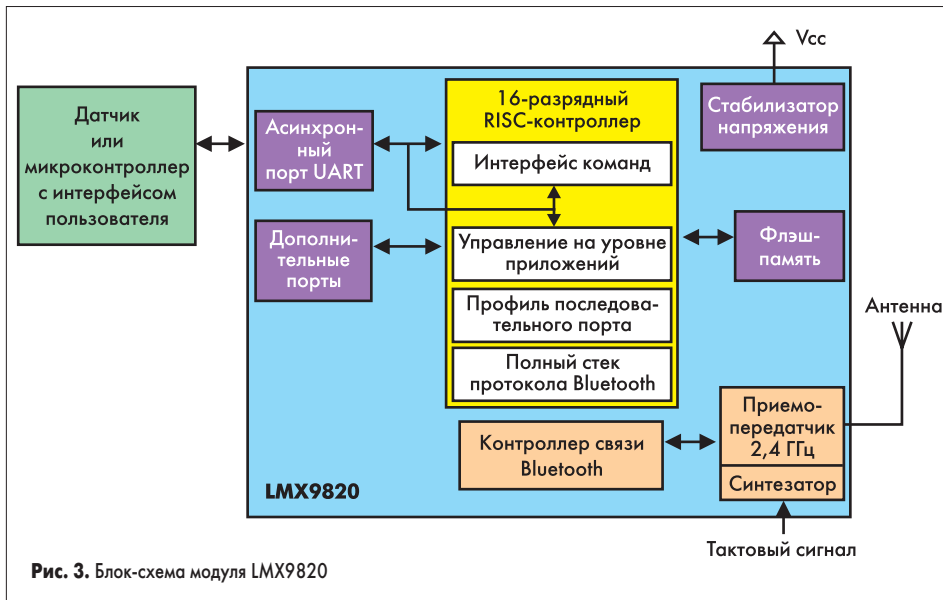 Vcc
Датчик
или
микроконтроллер
с интерфейсом
пользователя
Асинхрон-
ный
порт UART
Дополни-
тельные
порты
16-разрядный
RISC-контроллер
Интерфейс команд
Управление на уровне
приложений
Профиль последова-
тельного порта
Полный стек
протокола Bluetooth
Стабилизатор
напряжения
Флэш-
память
Антенна
Приемо-
передатчик
2,4 ГГц
Синтезатор
Контроллер связи
Bluetooth
LMX9820
Тактовый сигнал
Рис. 3. Блок-схема модуля LMX9820